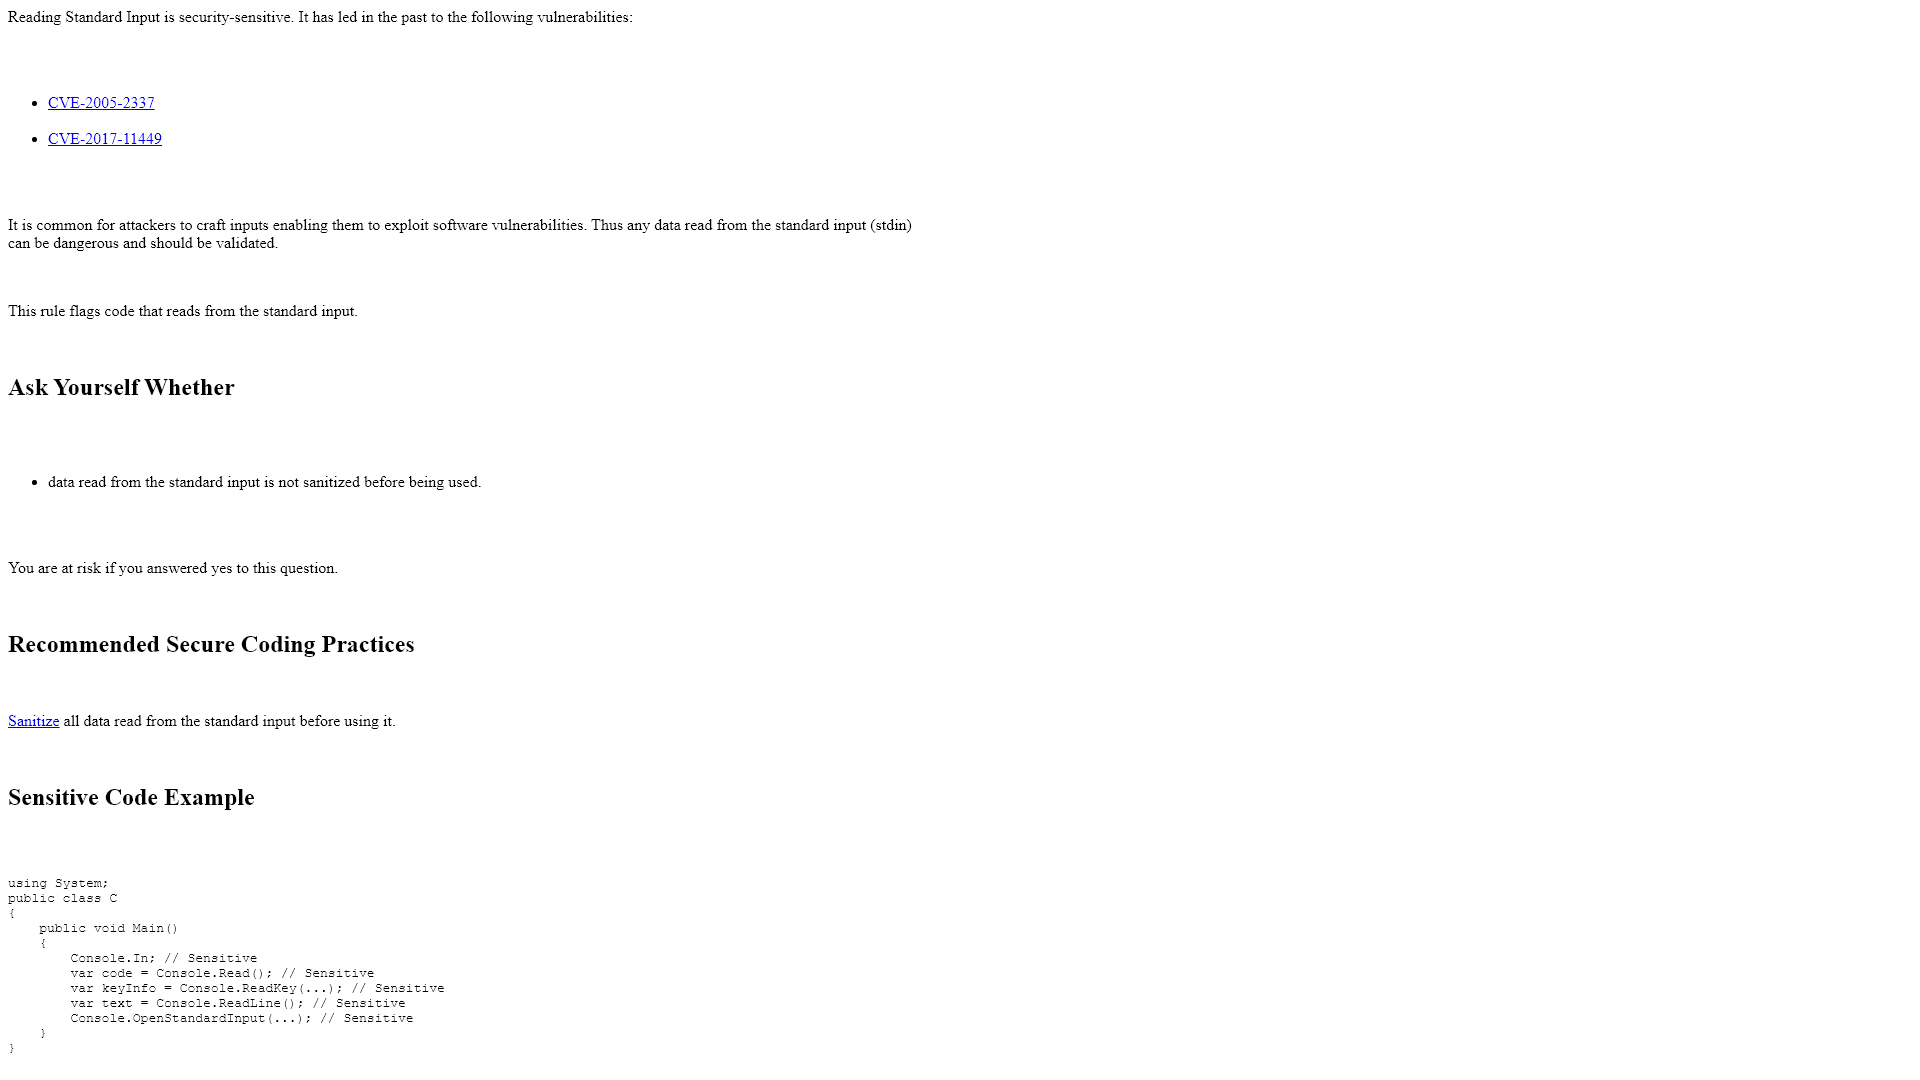 Reading Standard Input is security-sensitive. It has led in the past to the following vulnerabilities:
• CVE-2005-2337
• CVE-2017-11449
It is common for attackers to craft inputs enabling them to exploit software vulnerabilities. Thus any data read from the standard input (stdin)
can be dangerous and should be validated.
This rule flags code that reads from the standard input.
Ask Yourself Whether
• data read from the standard input is not sanitized before being used.
You are at risk if you answered yes to this question.
Recommended Secure Coding Practices
Sanitize all data read from the standard input before using it.
Sensitive Code Example
using System;
public class C
{
    public void Main()
    {
        Console.In; // Sensitive
        var code = Console.Read(); // Sensitive
        var keyInfo = Console.ReadKey(...); // Sensitive
        var text = Console.ReadLine(); // Sensitive
        Console.OpenStandardInput(...); // Sensitive
    }
}